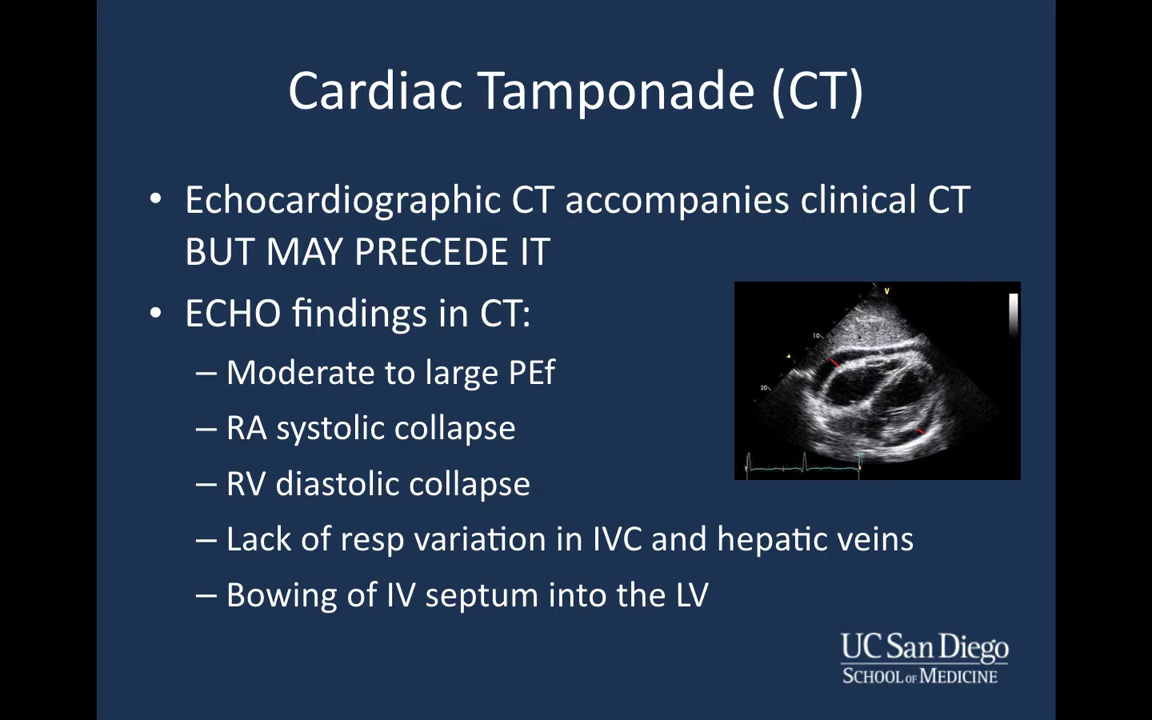 Cardiac Tamponade (CT)
• Echocardiographic CT accompanies clinical CT
BUT MAY PRECEDE IT
• ECHO findings in CT:
– Moderate to large PEf
– RA systolic collapse
– RV diastolic collapse
– Lack of resp variation in IVC and hepatic veins
– Bowing of IV septum into the LV
V
10
20
UC San Diego
SCHOOL OF MEDICINE